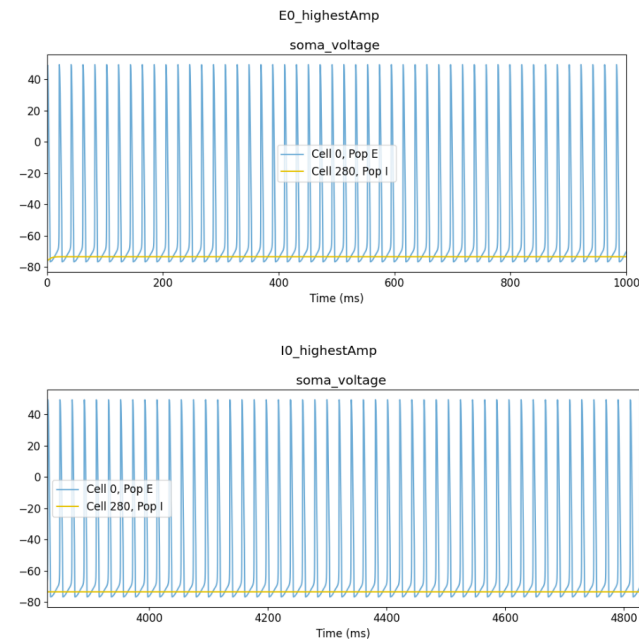 E0_highestAmp
soma_voltage
40
20
0
−20
−40
−60
−80
Cell 0, Pop E
Cell 280, Pop I
0
200
400
600
800
1000
Time (ms)
I0_highestAmp
soma_voltage
40
20
0
−20
−40
−60
−80
Cell 0, Pop E
Cell 280, Pop I
4000
4200
4400
4600
4800
Time (ms)